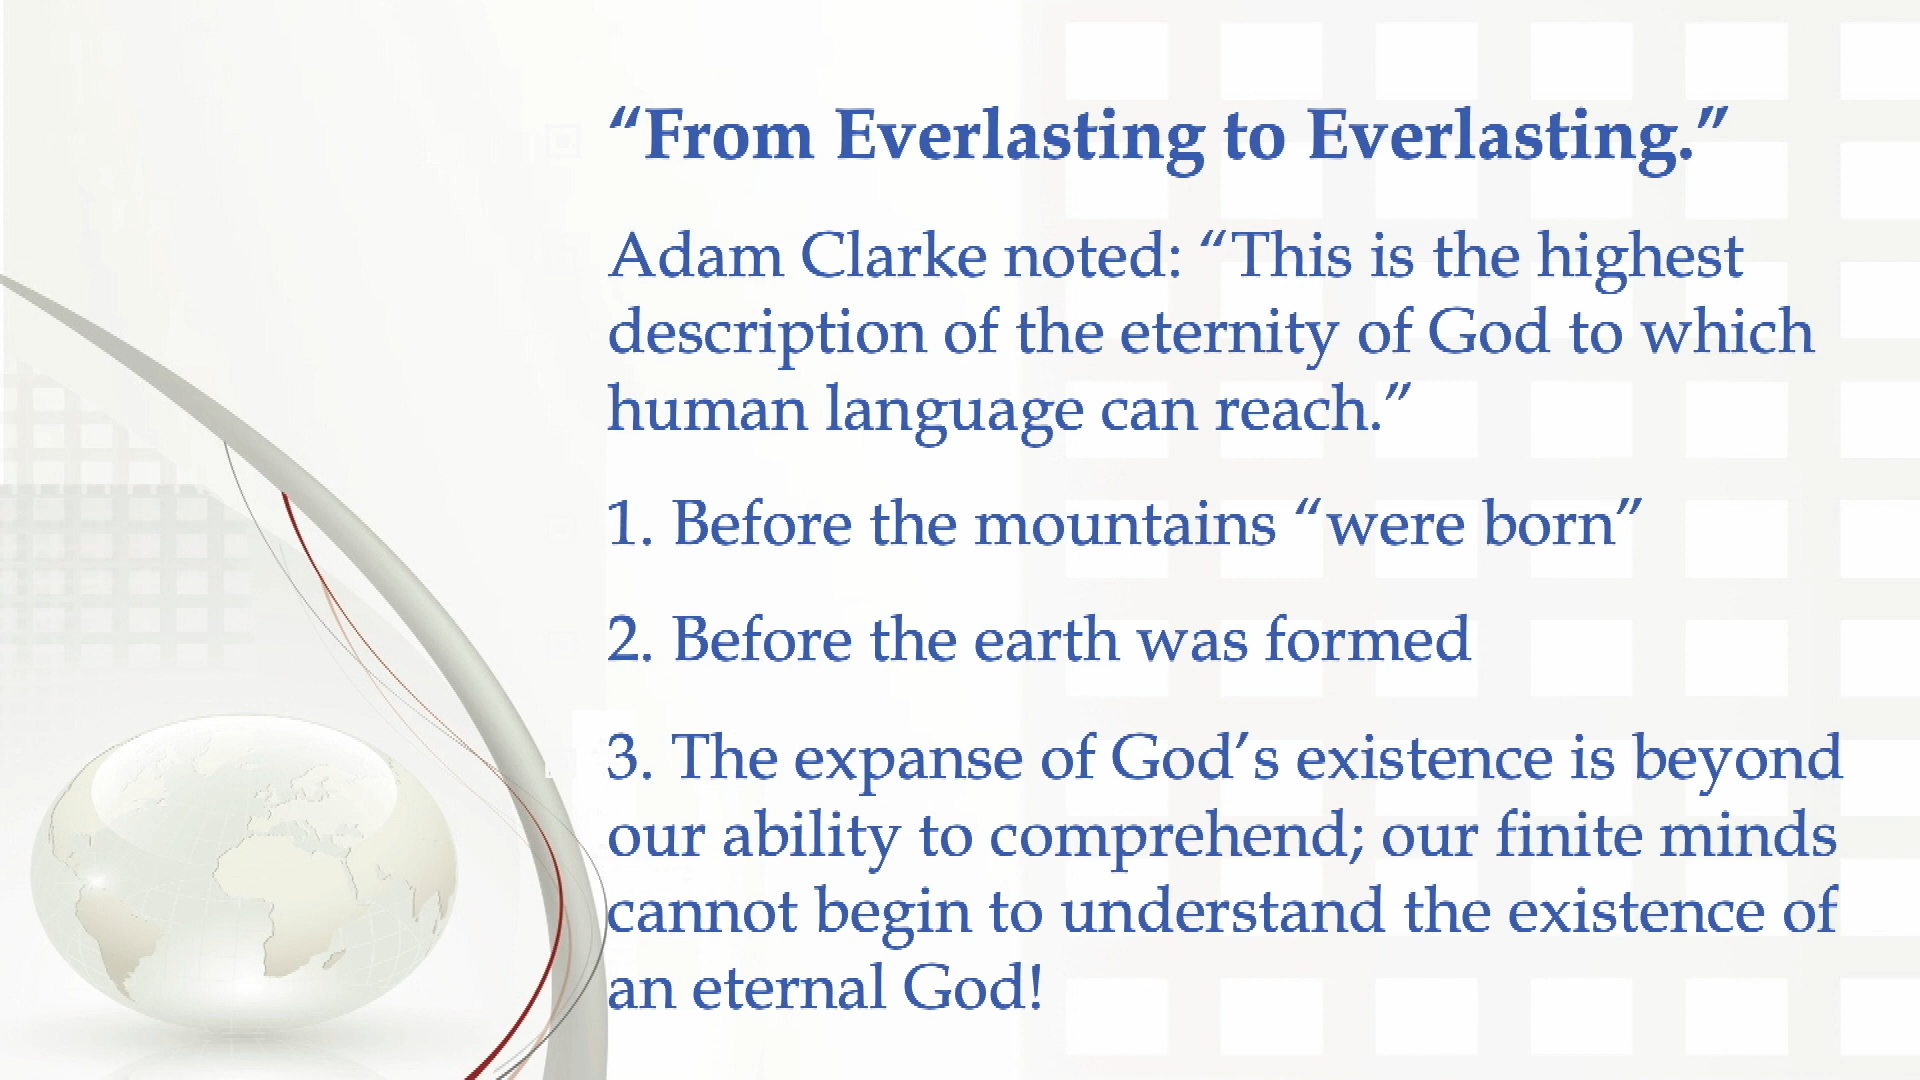 “From Everlasting to Everlasting.”
Adam Clarke noted: “This is the highest
description of the eternity of God to which
human language can reach.”
1. Before the mountains “were born”
2. Before the earth was formed
3. The expanse of God’s existence is beyond
our ability to comprehend; our finite minds
cannot begin to understand the existence of
an eternal God!